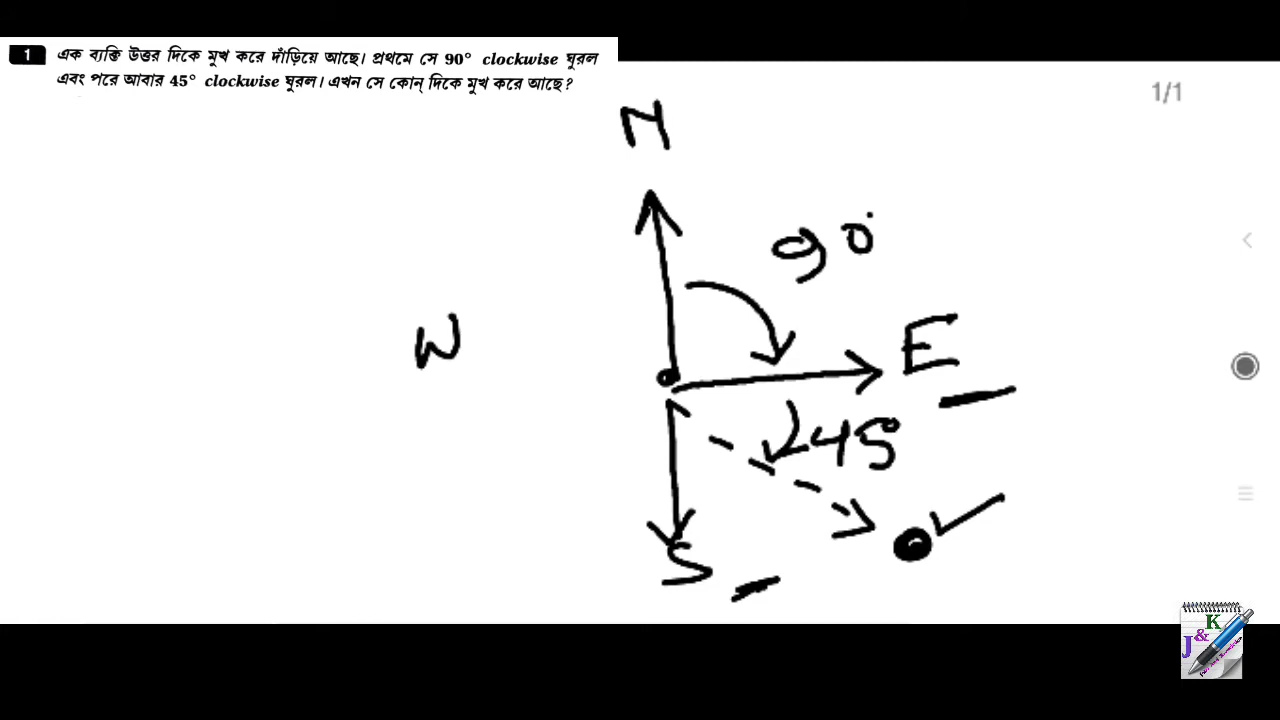 1 এক ব্যক্তি উত্তর দিকে মুখ করে দাঁড়িয়ে আছে। প্রথমে সে 90° clockwise ঘুরল
এবং পরে আবার 45° clockwise ঘুরল। এখন সে কোন্ দিকে মুখ করে আছে?
1/1
N
90°
W
E
45°
S
J&K